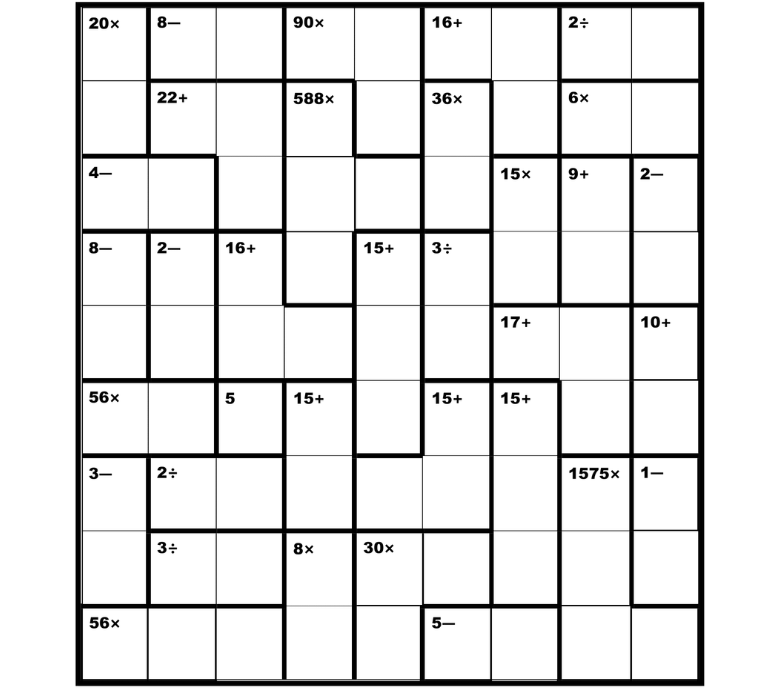 20× 8— 90× 16+ 2÷
22+ 588× 36× 6×
4— 15× 9+ 2—
8— 2— 16+ 15+ 3÷
17+ 10+
56× 5 15+ 15+ 15+
3— 2÷ 1575× 1—
3÷ 8× 30×
56× 5—